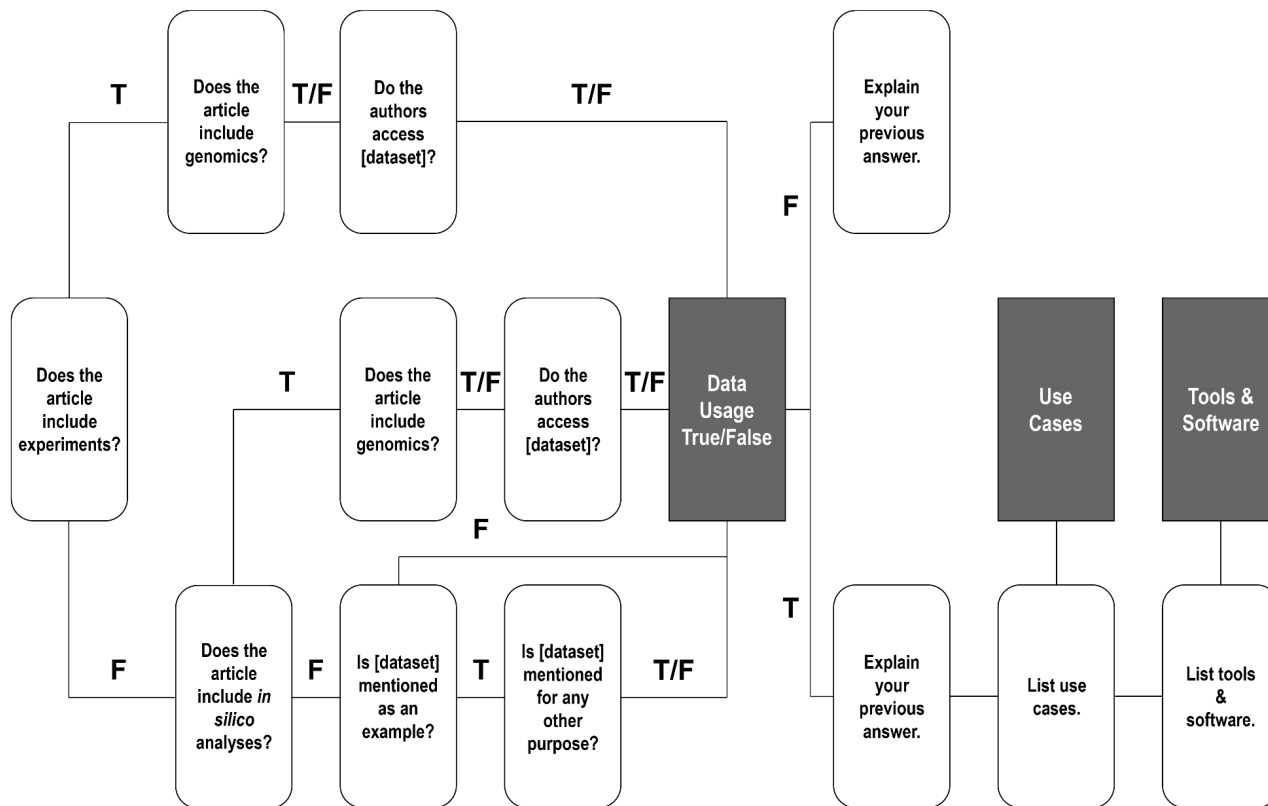 T
Does the
article
include
genomics?
T/F
Do the
authors
access
[dataset]?
T/F
Explain
your
previous
answer.
F
Does the
article
include
experiments?
T
Does the
article
include
genomics?
T/F
Do the
authors
access
[dataset]?
T/F
Data
Usage
True/False
Use
Cases
Tools &
Software
F
F
Does the
article
include in
silico
analyses?
F
Is [dataset]
mentioned
as an
example?
T
Is [dataset]
mentioned
for any
other
purpose?
T/F
T
Explain
your
previous
answer.
List use
cases.
List tools
&
software.